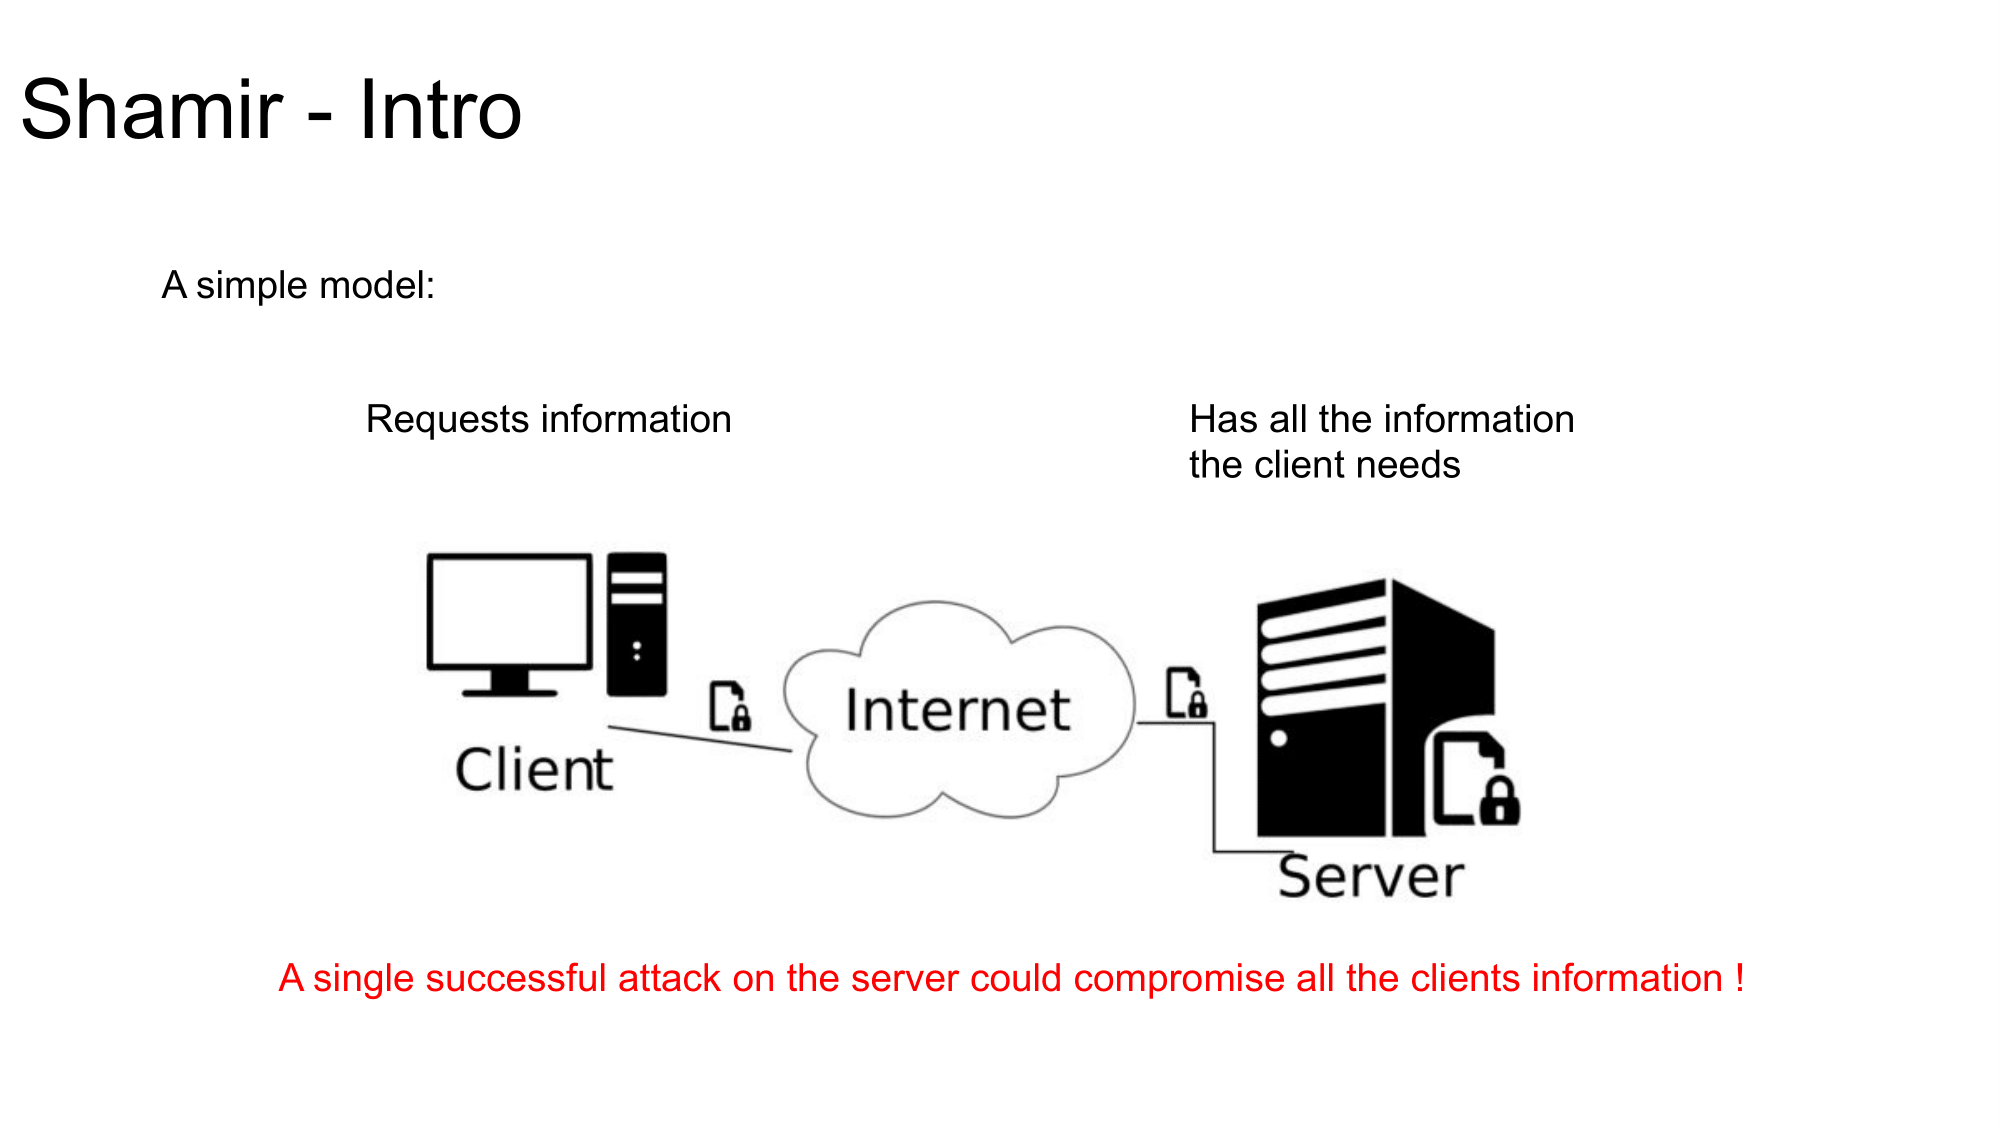 Shamir - Intro
A simple model:
Requests information
Has all the information
the client needs
Internet
Client
Server
A single successful attack on the server could compromise all the clients information !